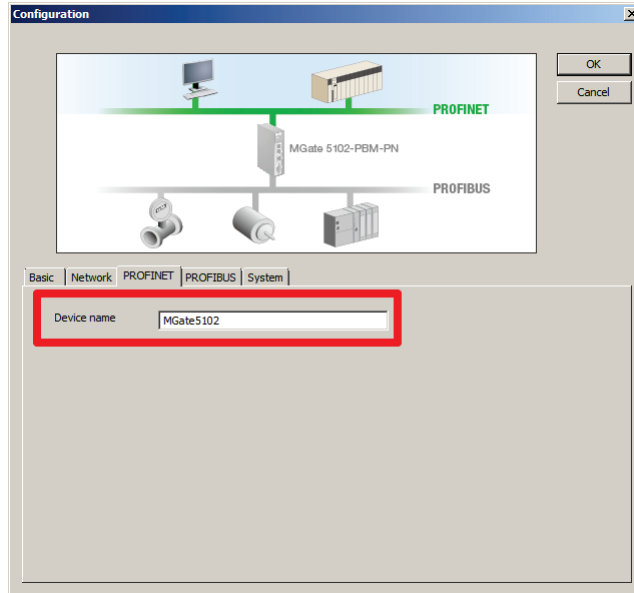 Configuration
OK
Cancel
PROFINET
MGate 5102-PBM-PN
PROFIBUS
Basic Network PROFINET PROFIBUS System
Device name MGate5102